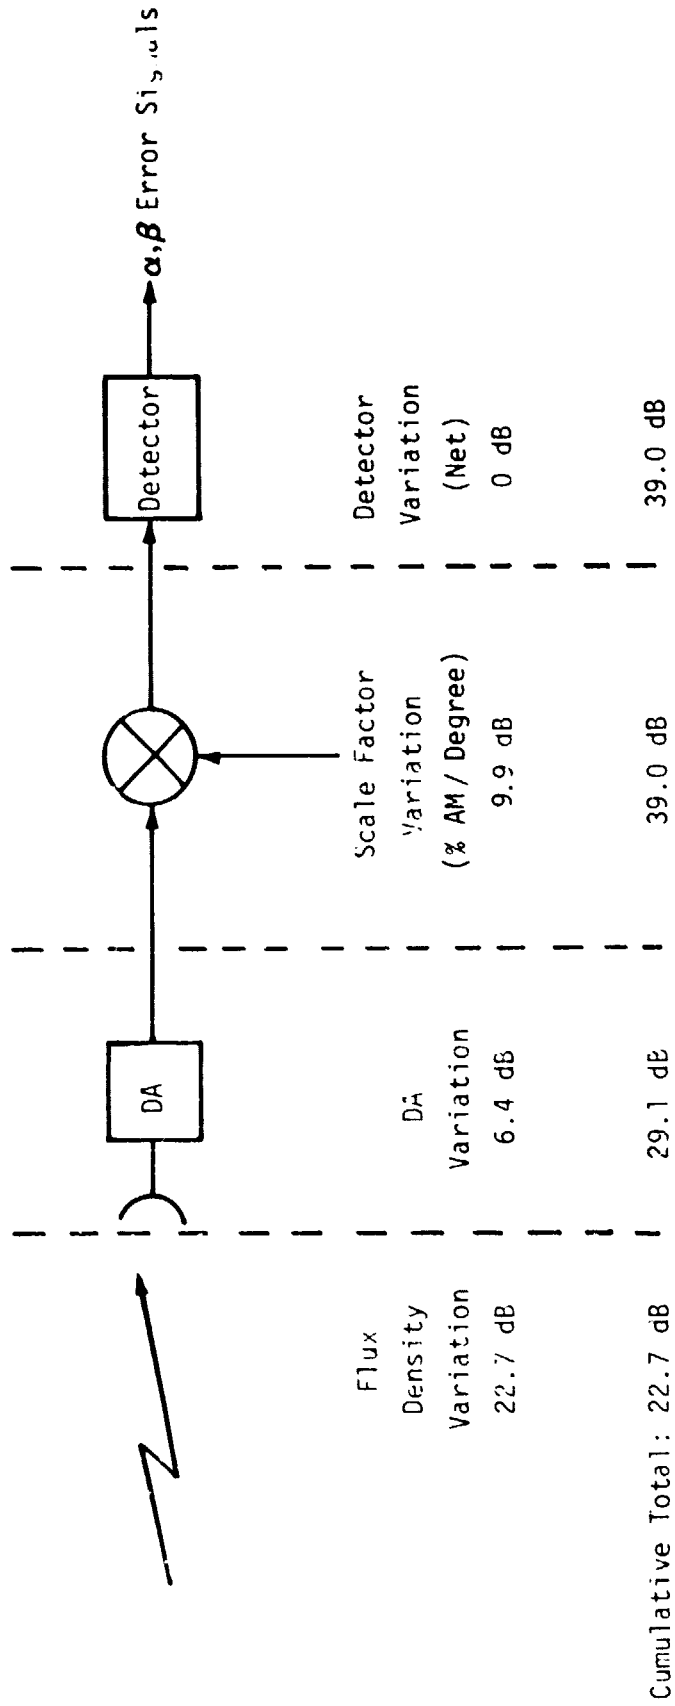 DA
Detector
α,β Error
Flux
Density
Variation
22.7 dB
DA
Variation
6.4 dB
Scale Factor
Variation
(% AM/Degree)
9.9 dB
Detector
Variation
(Net)
0 dB
Cumulative Total: 22.7 dB
29.1 dB
39.0 dB
39.0 dB